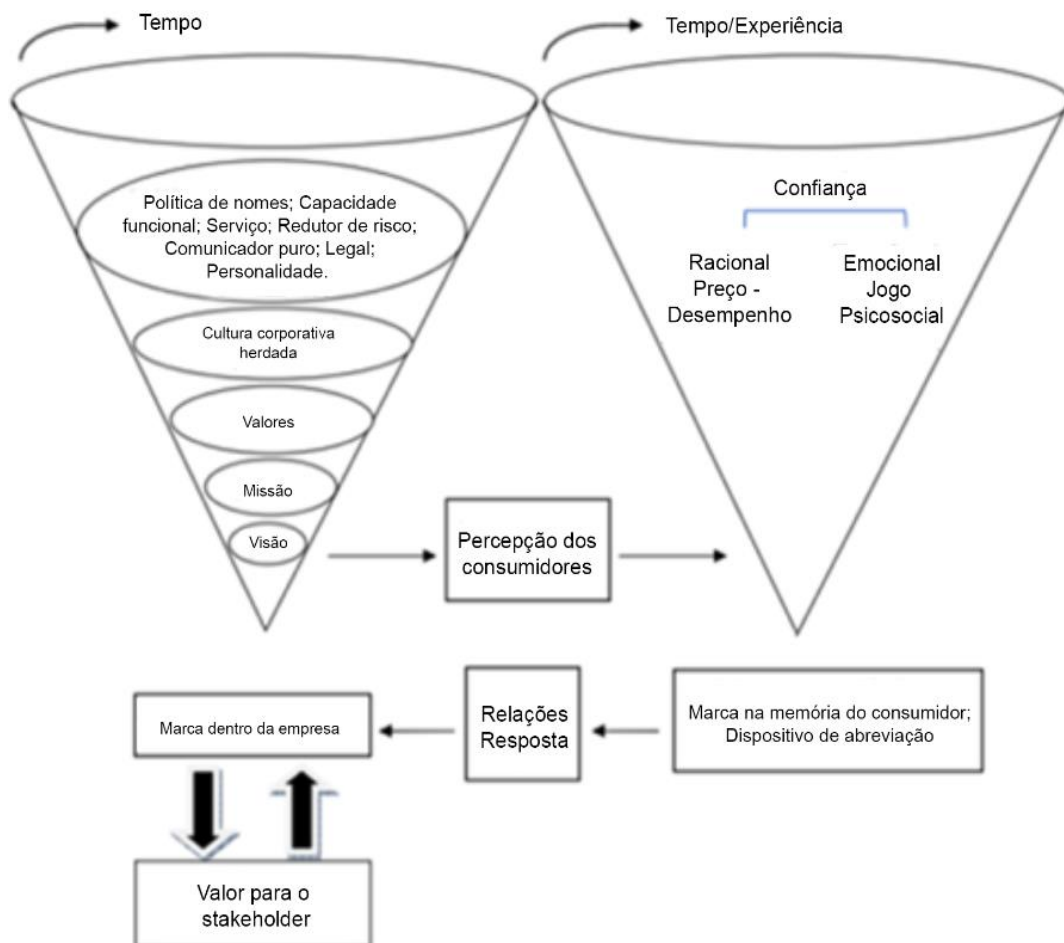 Tempo
Tempo/Experiência
Política de nomes; Capacidade
funcional; Serviço; Redutor de risco;
Comunicador puro; Legal;
Personalidade.
Cultura corporativa
herdada
Valores
Missão
Visão
Confiança
Racional
Preço -
Desempenho
Emocional
Jogo
Psicosocial
Percepção dos
consumidores
Marca dentro da empresa
Relações
Resposta
Marca na memória do consumidor;
Dispositivo de abreviação
Valor para o
stakeholder